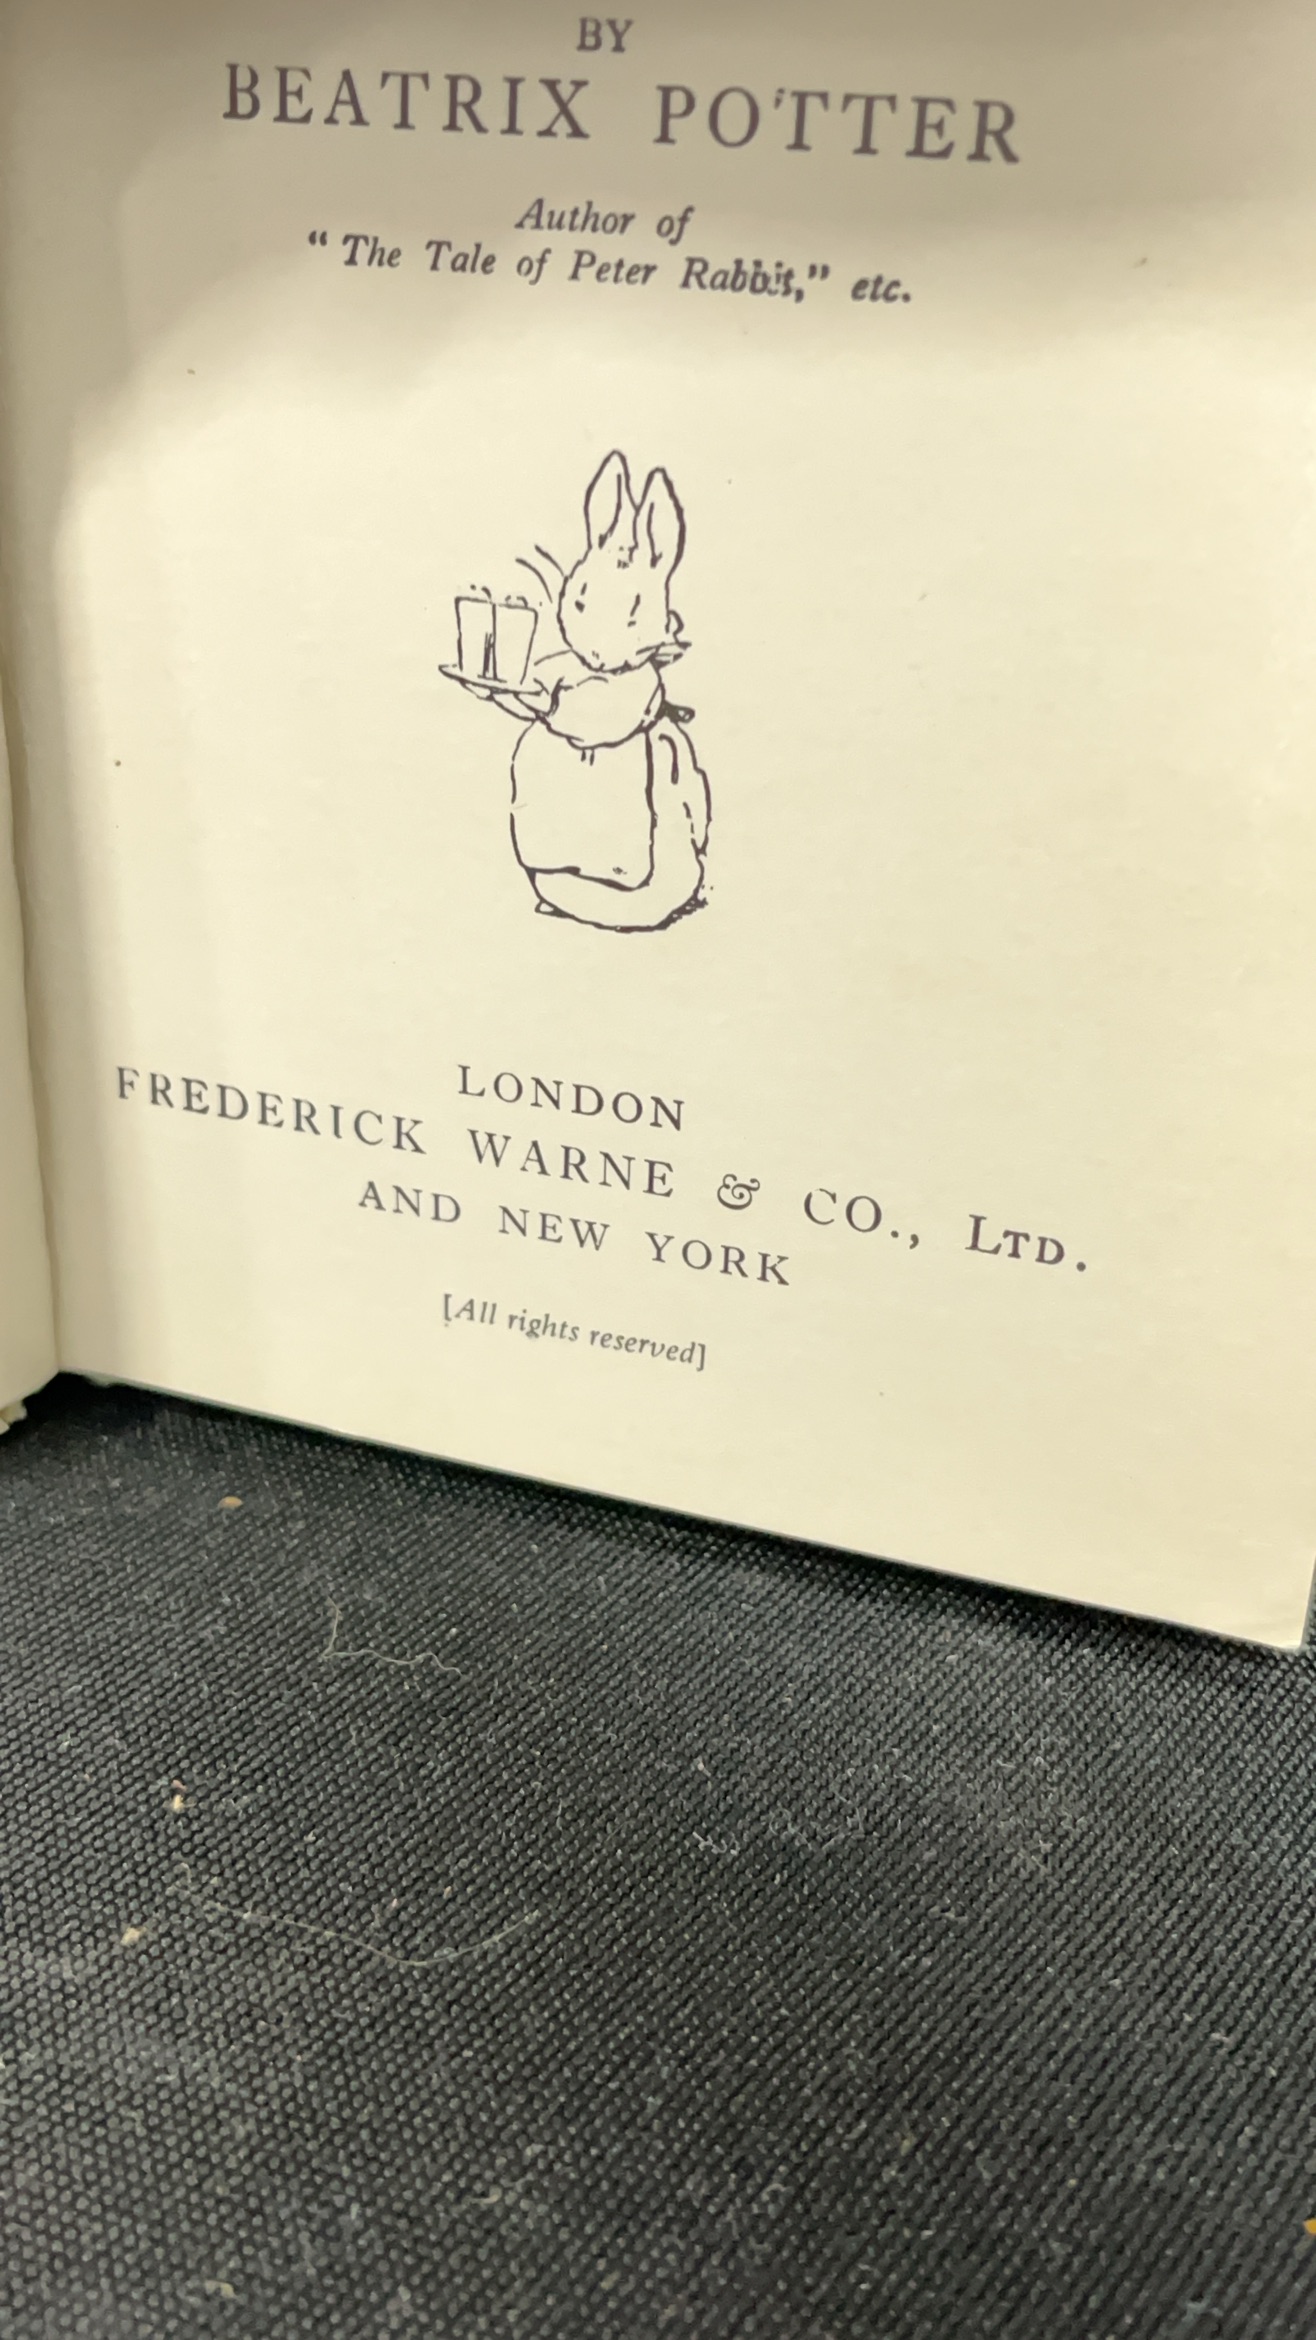 BY
BEATRIX POTTER
Author of
“The Tale of Peter Rabbit,” etc.
LONDON
FREDERICK WARNE & CO., LTD.
AND NEW YORK
[All rights reserved]